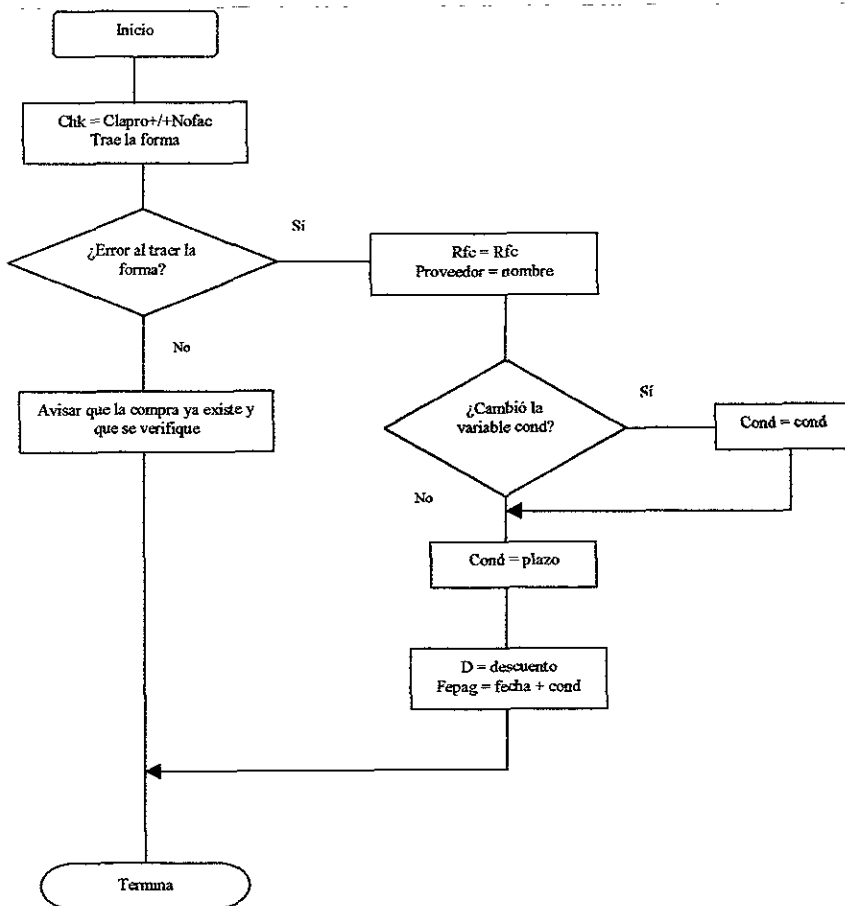 Inicio
Chk = Clapro+/+Nofac
Trae la forma
¿Error al traer la
forma?
Sí
Rfc = Rfc
Proveedor = nombre
No
Avisar que la compra ya existe y
que se verifique
¿Cambió la
variable cond?
Sí
Cond = cond
No
Cond = plazo
D = descuento
Fepag = fecha + cond
Termina